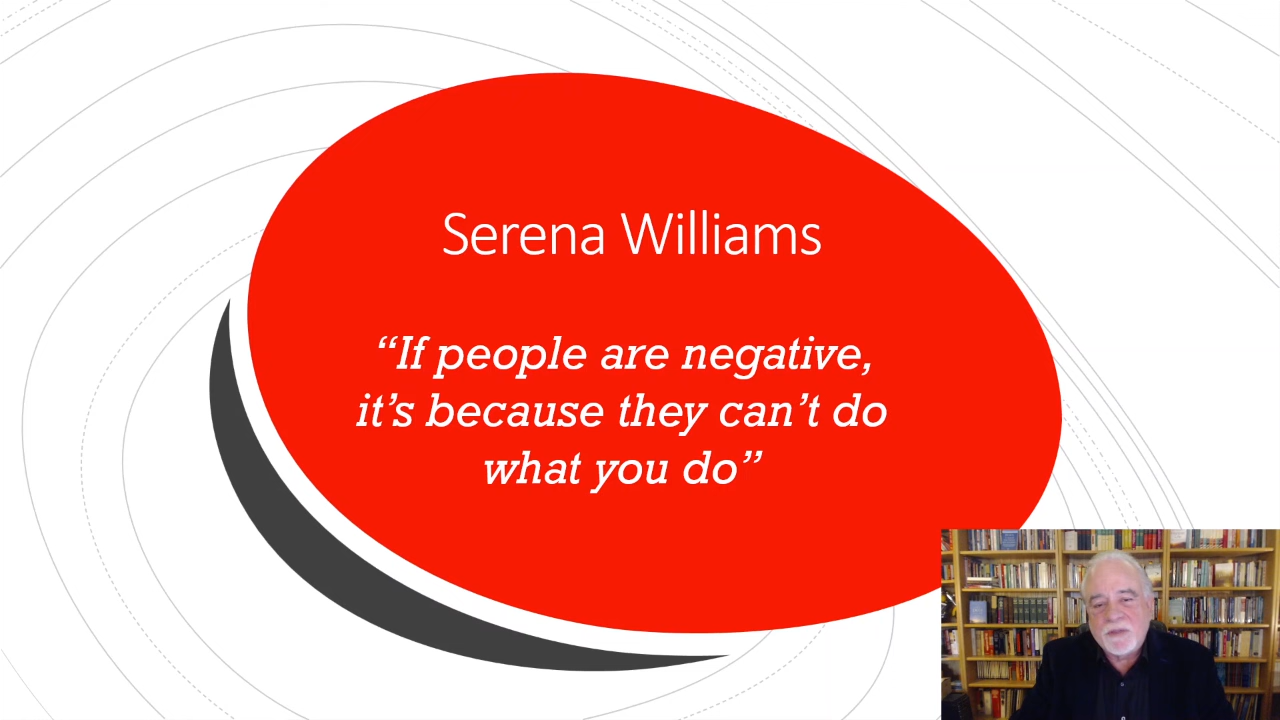 Serena Williams
“If people are negative,
it’s because they can’t do
what you do”